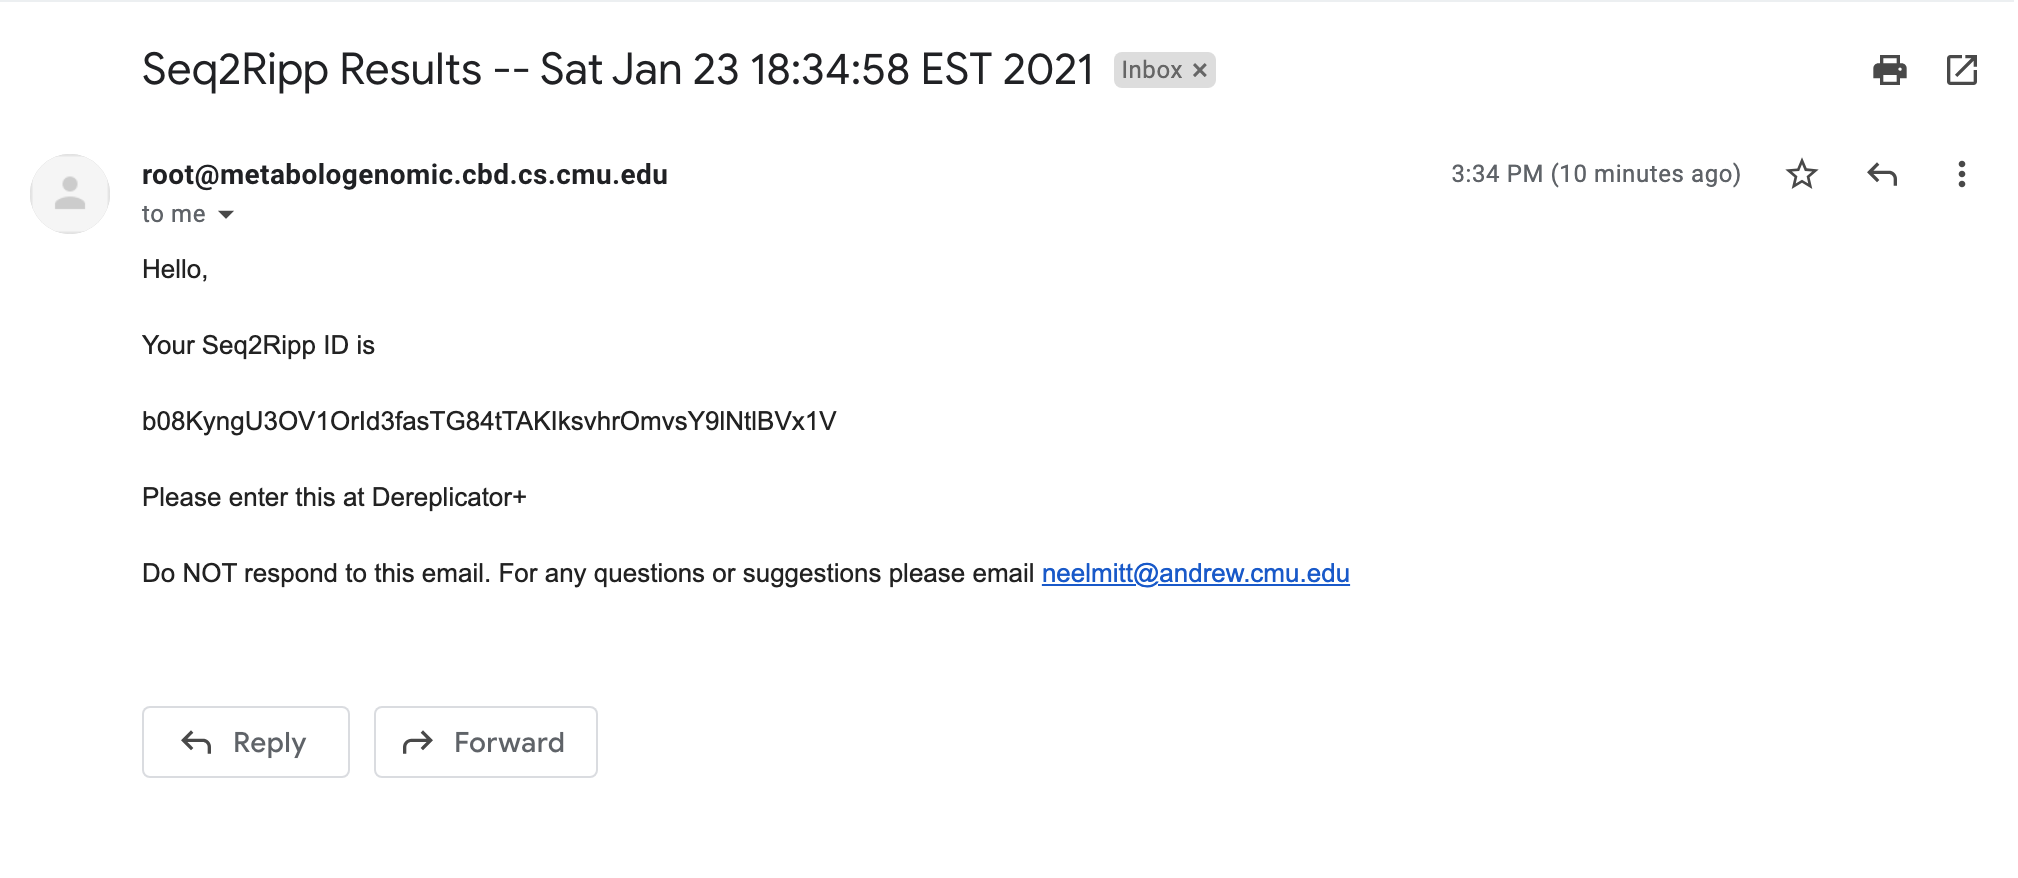 Seq2Ripp Results -- Sat Jan 23 18:34:58 EST 2021 Inbox ×
root@metabologenomic.cbd.cs.cmu.edu 3:34 PM (10 minutes ago)
to me
Hello,
Your Seq2Ripp ID is
b08KyngU3OV1OrId3fasTG84tTAKIksvhrOmvsY9lNtlBVx1V
Please enter this at Dereplicator+
Do NOT respond to this email. For any questions or suggestions please email neelmitt@andrew.cmu.edu
Reply Forward